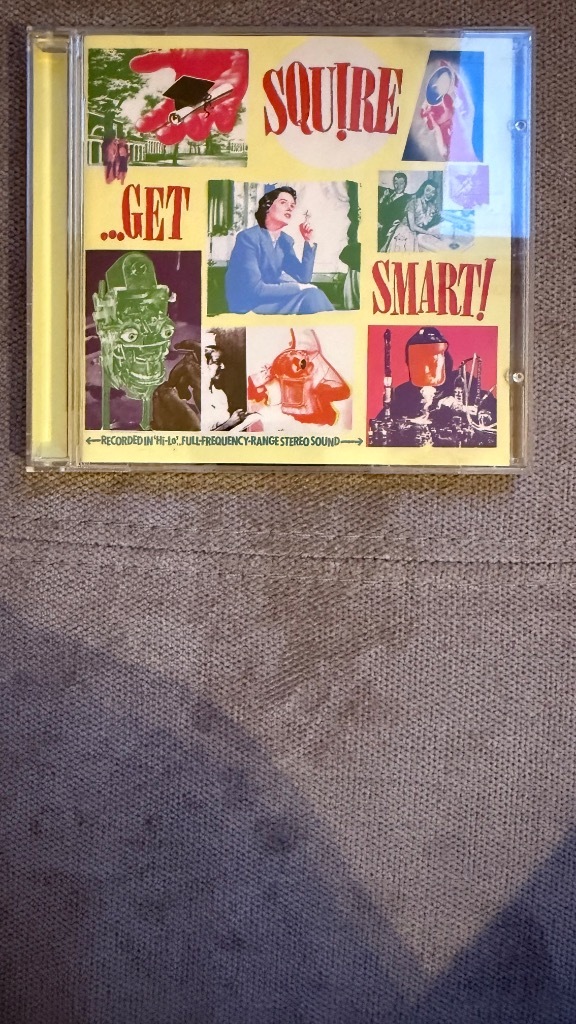 SQU!RE
...GET
SMART!
←RECORDED IN 'Hi-Lo'...FULL-FREQUENCY-RANGE STEREO SOUND→